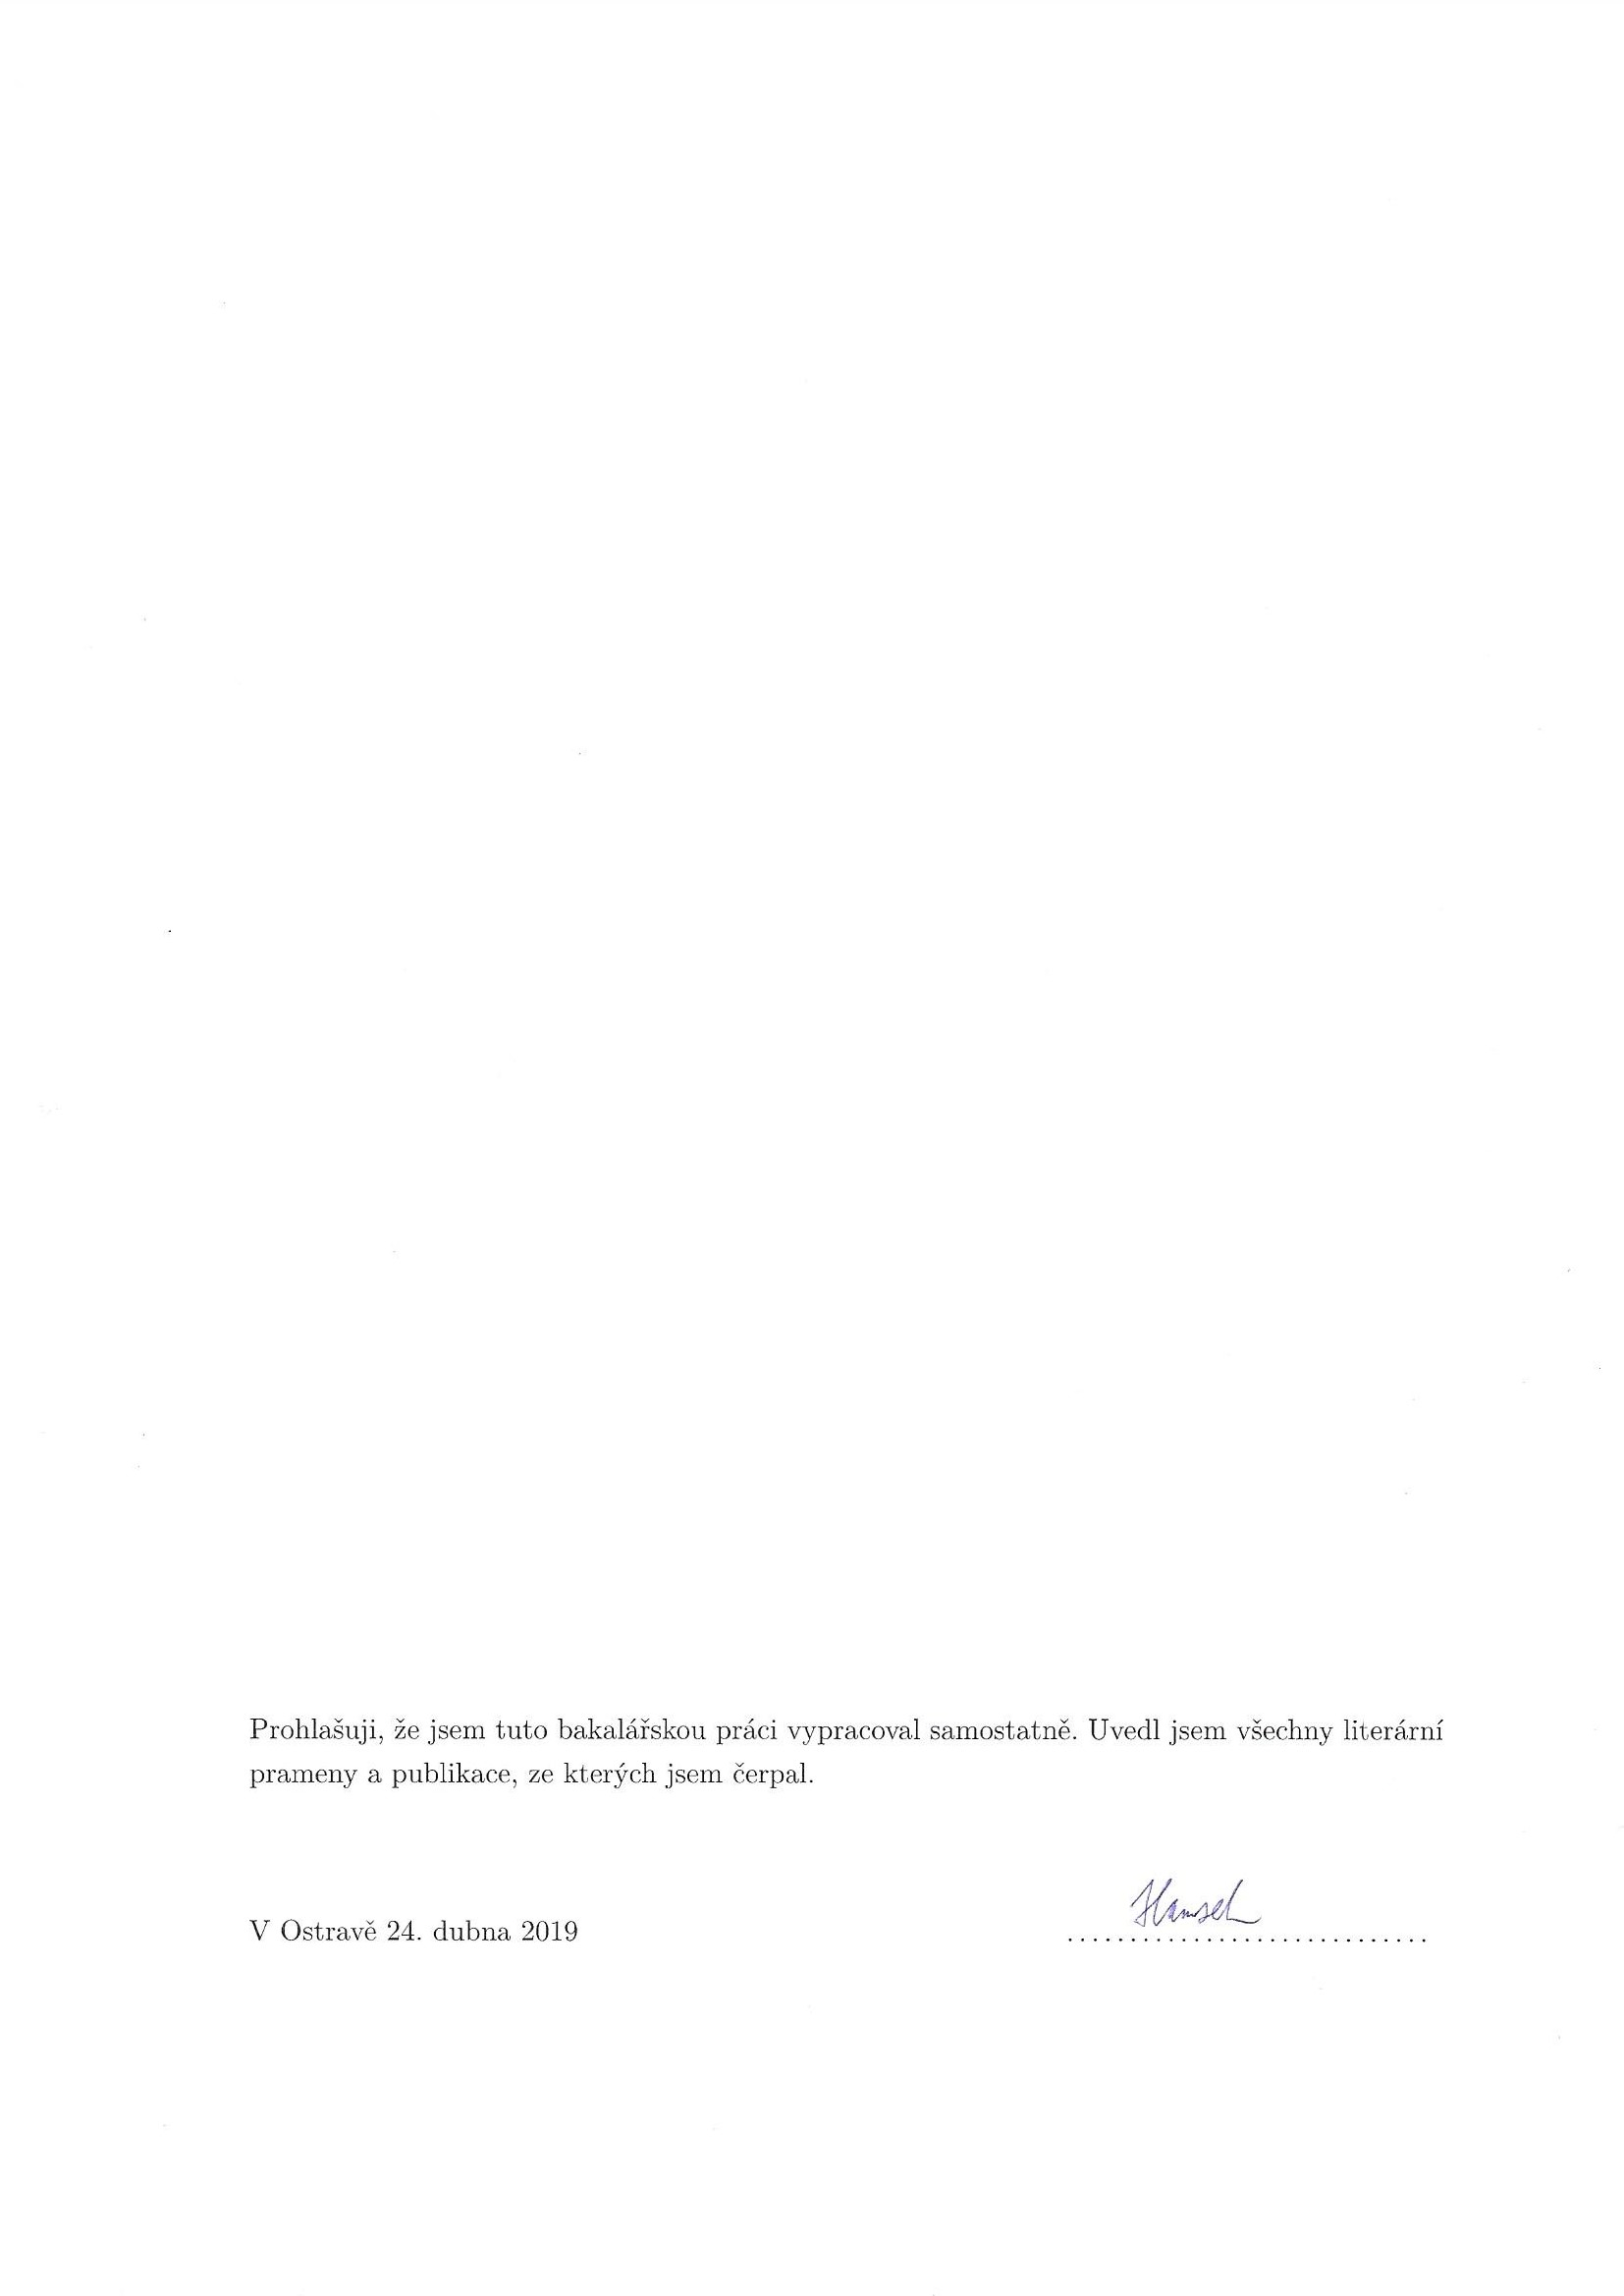 Prohlašuji, že jsem tuto bakalářskou práci vypracoval samostatně. Uvedl jsem všechny literární
prameny a publikace, ze kterých jsem čerpal.
V Ostravě 24. dubna 2019
............................